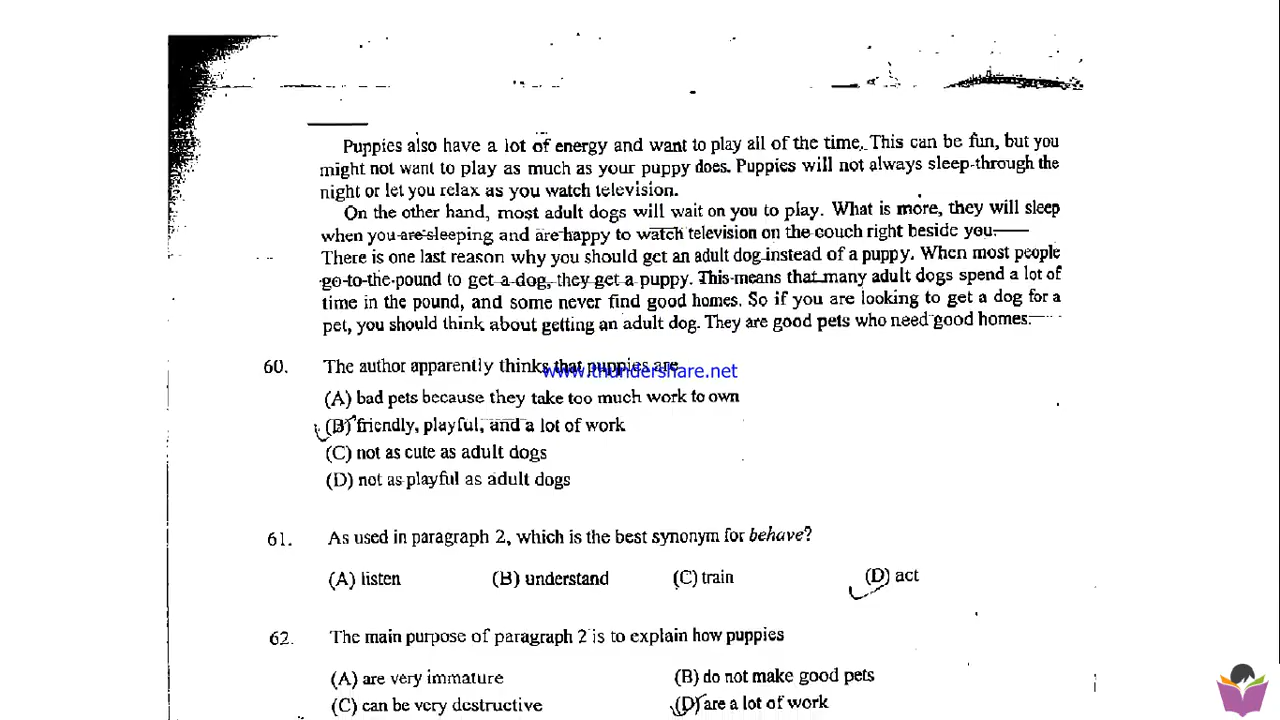 Puppies also have a lot of energy and want to play all of the time. This can be fun, but you
might not want to play as much as your puppy does. Puppies will not always sleep through the
night or let you relax as you watch television.
On the other hand, most adult dogs will wait on you to play. What is more, they will sleep
when you are sleeping and are happy to watch television on the couch right beside you.
There is one last reason why you should get an adult dog instead of a puppy. When most people
go to the pound to get a dog, they get a puppy. This means that many adult dogs spend a lot of
time in the pound, and some never find good homes. So if you are looking to get a dog for a
pet, you should think about getting an adult dog. They are good pets who need good homes.
60. The author apparently thinks that puppies are
www.thundershare.net
(A) bad pets because they take too much work to own
(B) friendly, playful, and a lot of work
(C) not as cute as adult dogs
(D) not as playful as adult dogs
61. As used in paragraph 2, which is the best synonym for behave?
(A) listen (B) understand (C) train (D) act
62. The main purpose of paragraph 2 is to explain how puppies
(A) are very immature (B) do not make good pets
(C) can be very destructive (D) are a lot of work